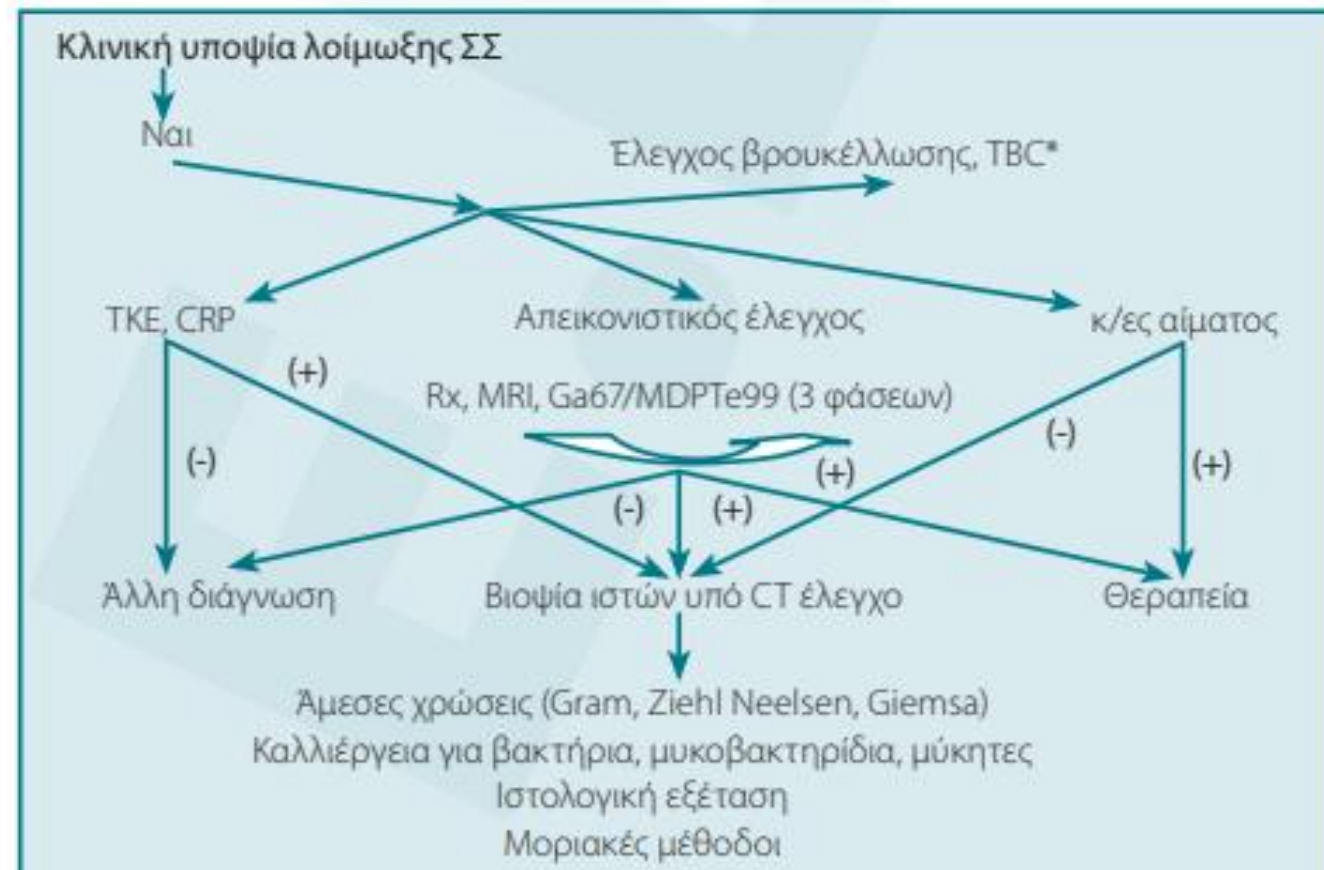 Κλινική υποψία λοίμωξης ΣΣ
Ναι
Έλεγχος βρουκέλλωσης, TBC*
ΤΚΕ, CRP
Απεικονιστικός έλεγχος
κ/ες αίματος
(+)
Rx, MRI, Ga67/MDPTe99 (3 φάσεων)
(-)
(-)
(+)
(+)
(-)
(+)
Άλλη διάγνωση
Βιοψία ιστών υπό CT έλεγχο
Θεραπεία
Άμεσες χρώσεις (Gram, Ziehl Neelsen, Giemsa)
Καλλιέργεια για βακτήρια, μυκοβακτηρίδια, μύκητες
Ιστολογική εξέταση
Μοριακές μέθοδοι